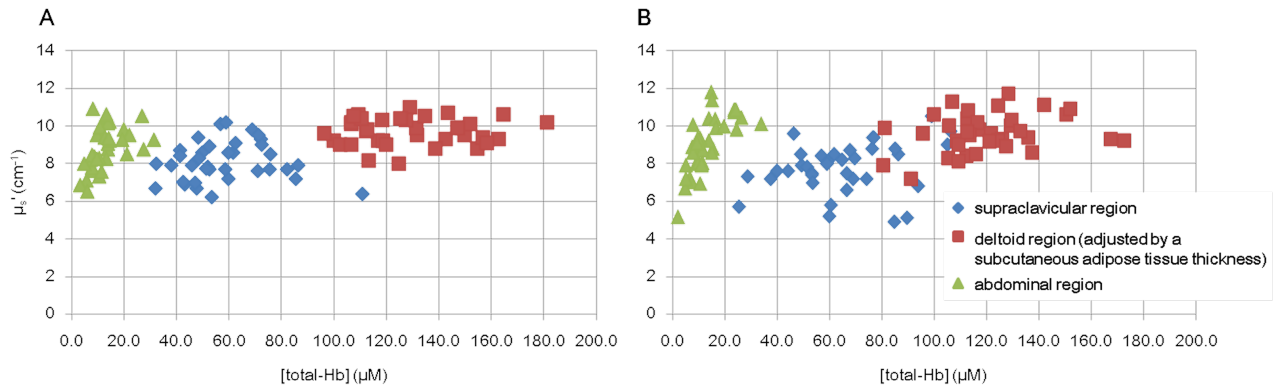 A
B
14
12
10
8
6
4
2
0
μs' (cm⁻¹)
0.0 20.0 40.0 60.0 80.0 100.0 120.0 140.0 160.0 180.0 200.0
[total-Hb] (μM)
14
12
10
8
6
4
2
0
0.0 20.0 40.0 60.0 80.0 100.0 120.0 140.0 160.0 180.0 200.0
[total-Hb] (μM)
supraclavicular region
deltoid region (adjusted by a
subcutaneous adipose tissue thickness)
abdominal region